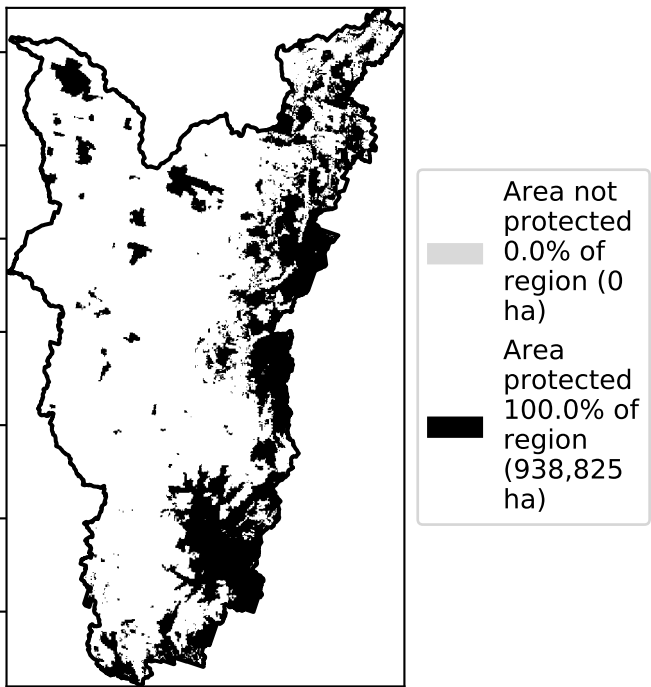 Area not
protected
0.0% of
region (0
ha)
Area
protected
100.0% of
region
(938,825
ha)